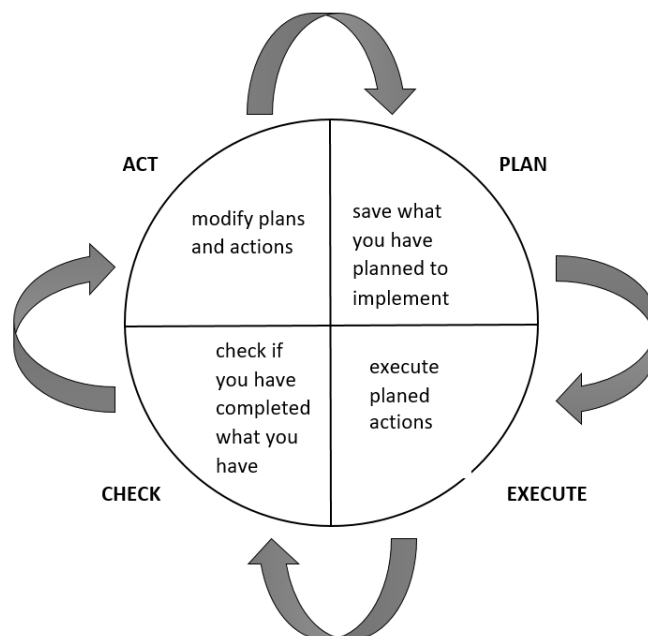 ACT
PLAN
modify plans
and actions
save what
you have
planned to
implement
check if
you have
completed
what you
have
execute
planed
actions
CHECK
EXECUTE